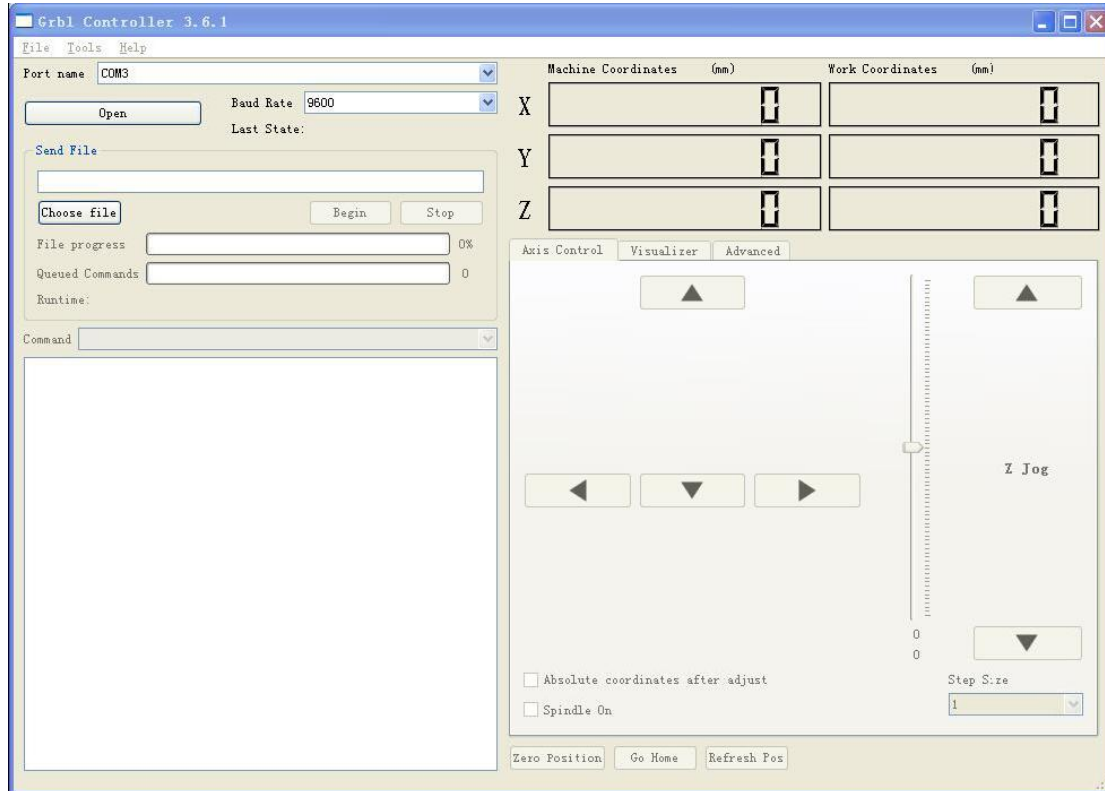 Grbl Controller 3.6.1
File Tools Help
Port name COM3
Open
Baud Rate 9600
Last State:
Send File
Choose file Begin Stop
File progress 0%
Queued Commands 0
Runtime:
Command
Machine Coordinates (mm) Work Coordinates (mm)
X 0 0
Y 0 0
Z 0 0
Axis Control Visualizer Advanced
Z Jog
0
0
Absolute coordinates after adjust
Spindle On
Step Size
1
Zero Position Go Home Refresh Pos